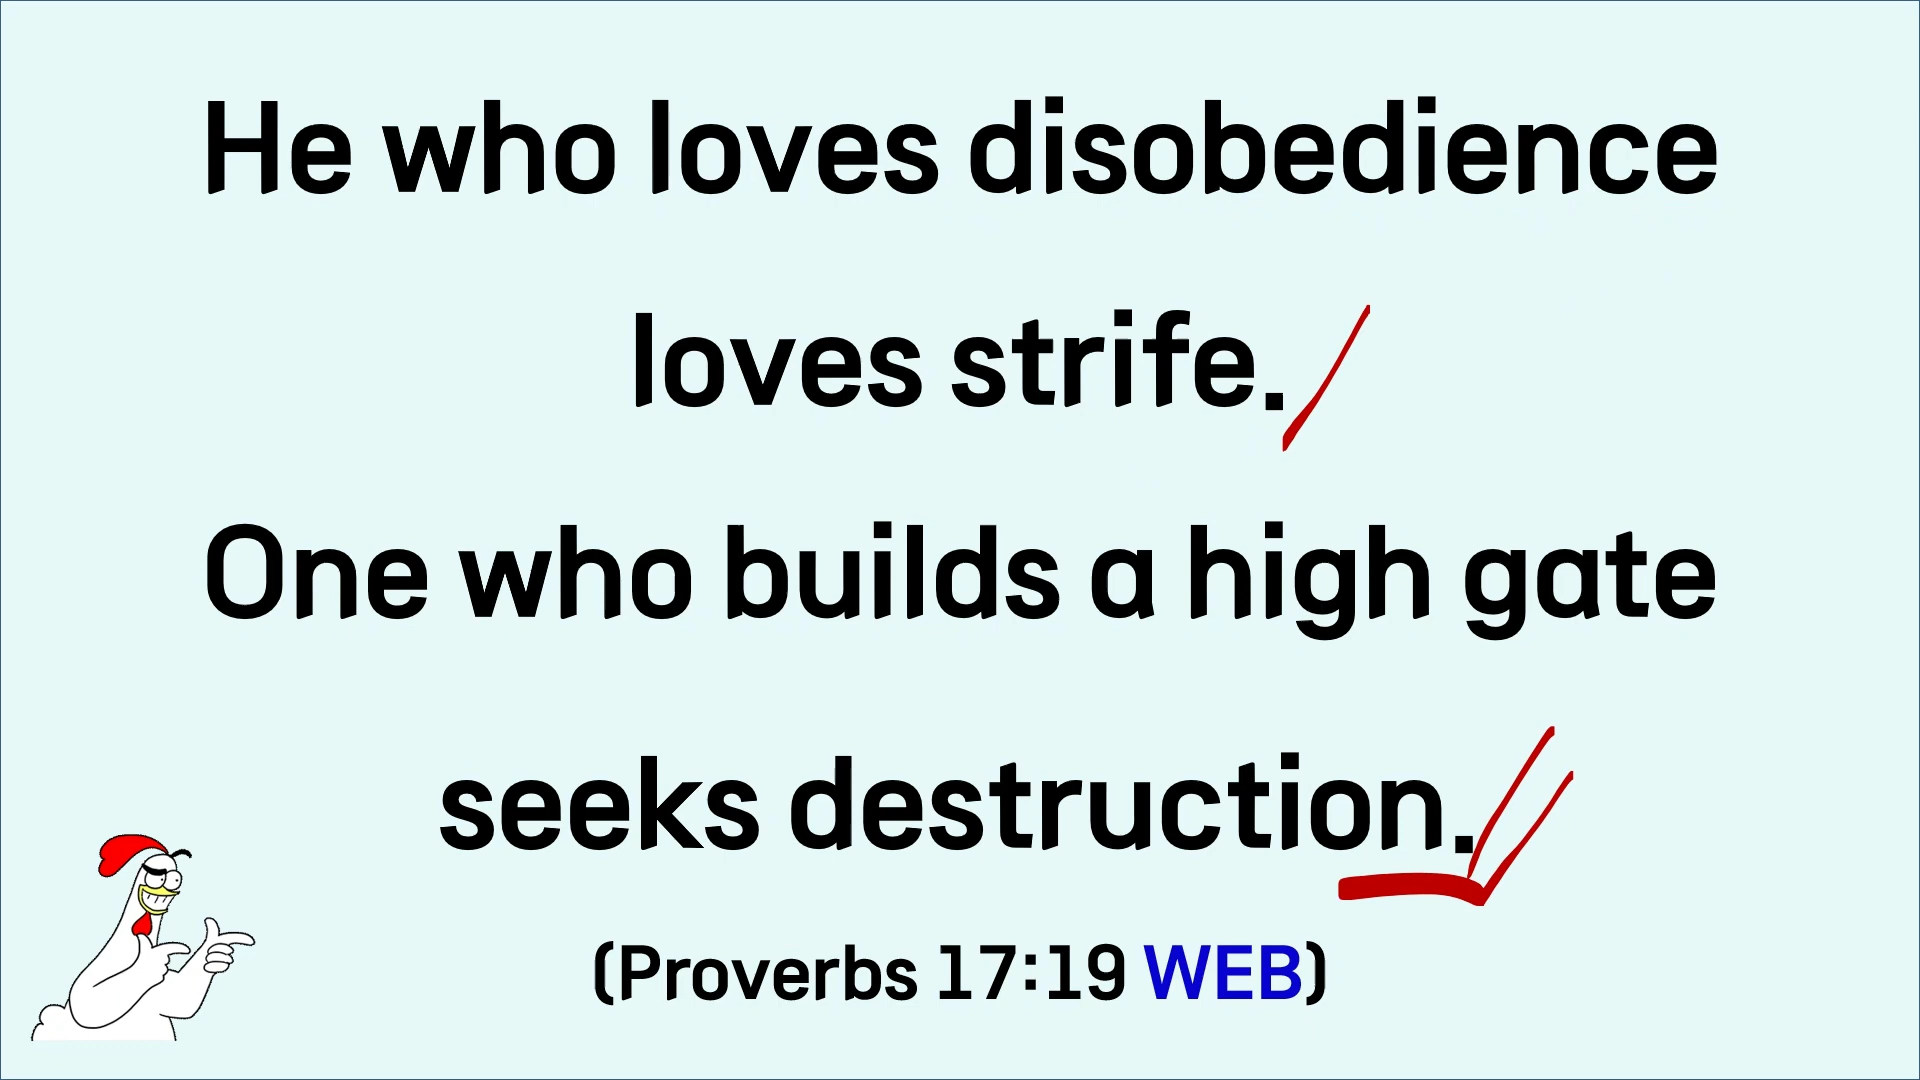 He who loves disobedience
loves strife.
One who builds a high gate
seeks destruction.
(Proverbs 17:19 WEB)